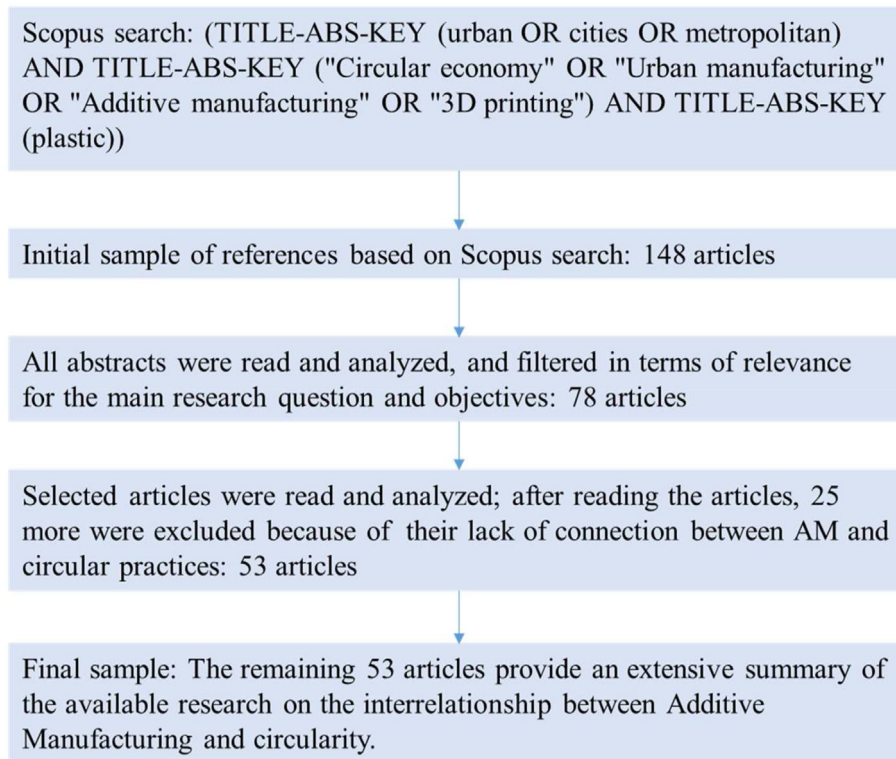 Scopus search: (TITLE-ABS-KEY (urban OR cities OR metropolitan)
AND TITLE-ABS-KEY ("Circular economy" OR "Urban manufacturing"
OR "Additive manufacturing" OR "3D printing") AND TITLE-ABS-KEY
(plastic))
Initial sample of references based on Scopus search: 148 articles
All abstracts were read and analyzed, and filtered in terms of relevance
for the main research question and objectives: 78 articles
Selected articles were read and analyzed; after reading the articles, 25
more were excluded because of their lack of connection between AM and
circular practices: 53 articles
Final sample: The remaining 53 articles provide an extensive summary of
the available research on the interrelationship between Additive
Manufacturing and circularity.